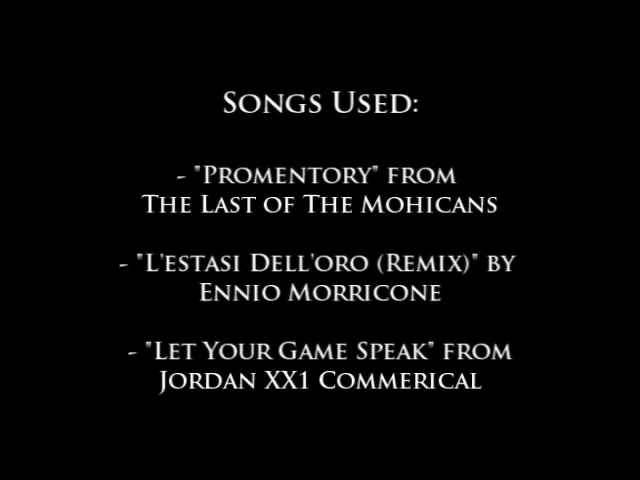 Songs Used:
- "Promentory" from
The Last of The Mohicans
- "L'estasi Dell'oro (Remix)" by
Ennio Morricone
- "Let Your Game Speak" from
Jordan XX1 Commerical